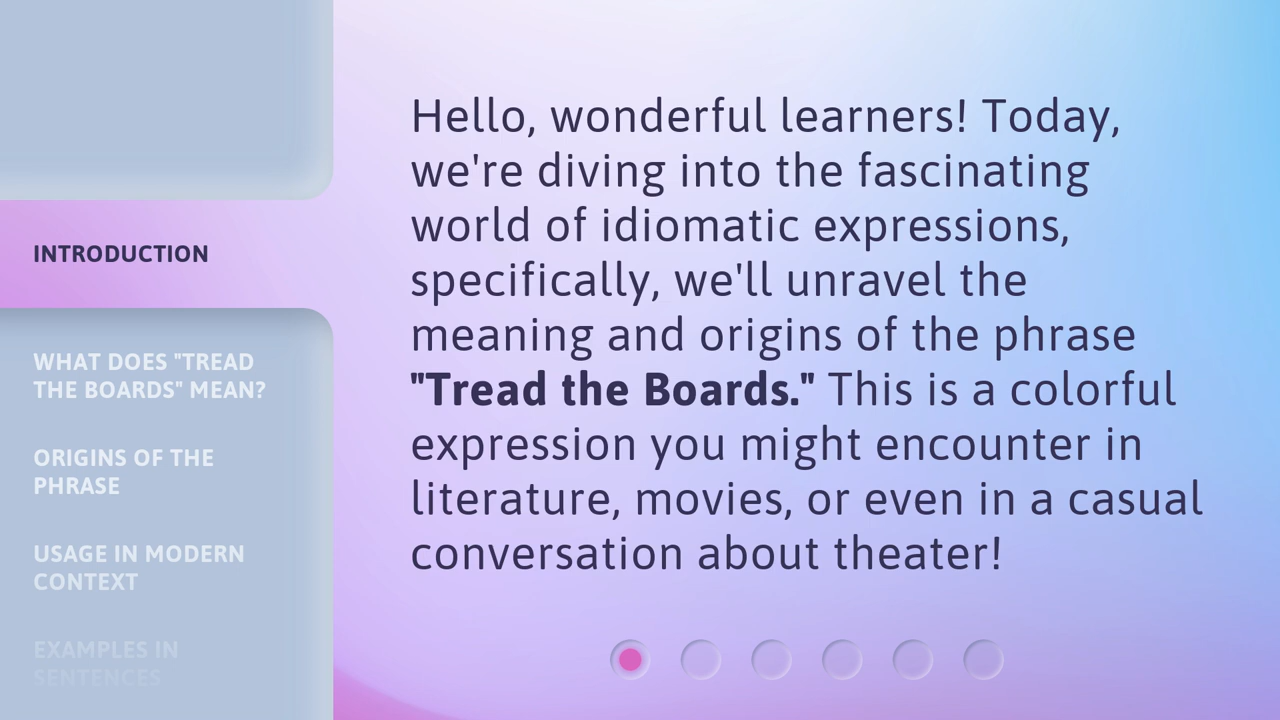 INTRODUCTION
WHAT DOES "TREAD
THE BOARDS" MEAN?
ORIGINS OF THE
PHRASE
USAGE IN MODERN
CONTEXT
EXAMPLES IN
SENTENCES
Hello, wonderful learners! Today,
we're diving into the fascinating
world of idiomatic expressions,
specifically, we'll unravel the
meaning and origins of the phrase
"Tread the Boards." This is a colorful
expression you might encounter in
literature, movies, or even in a casual
conversation about theater!